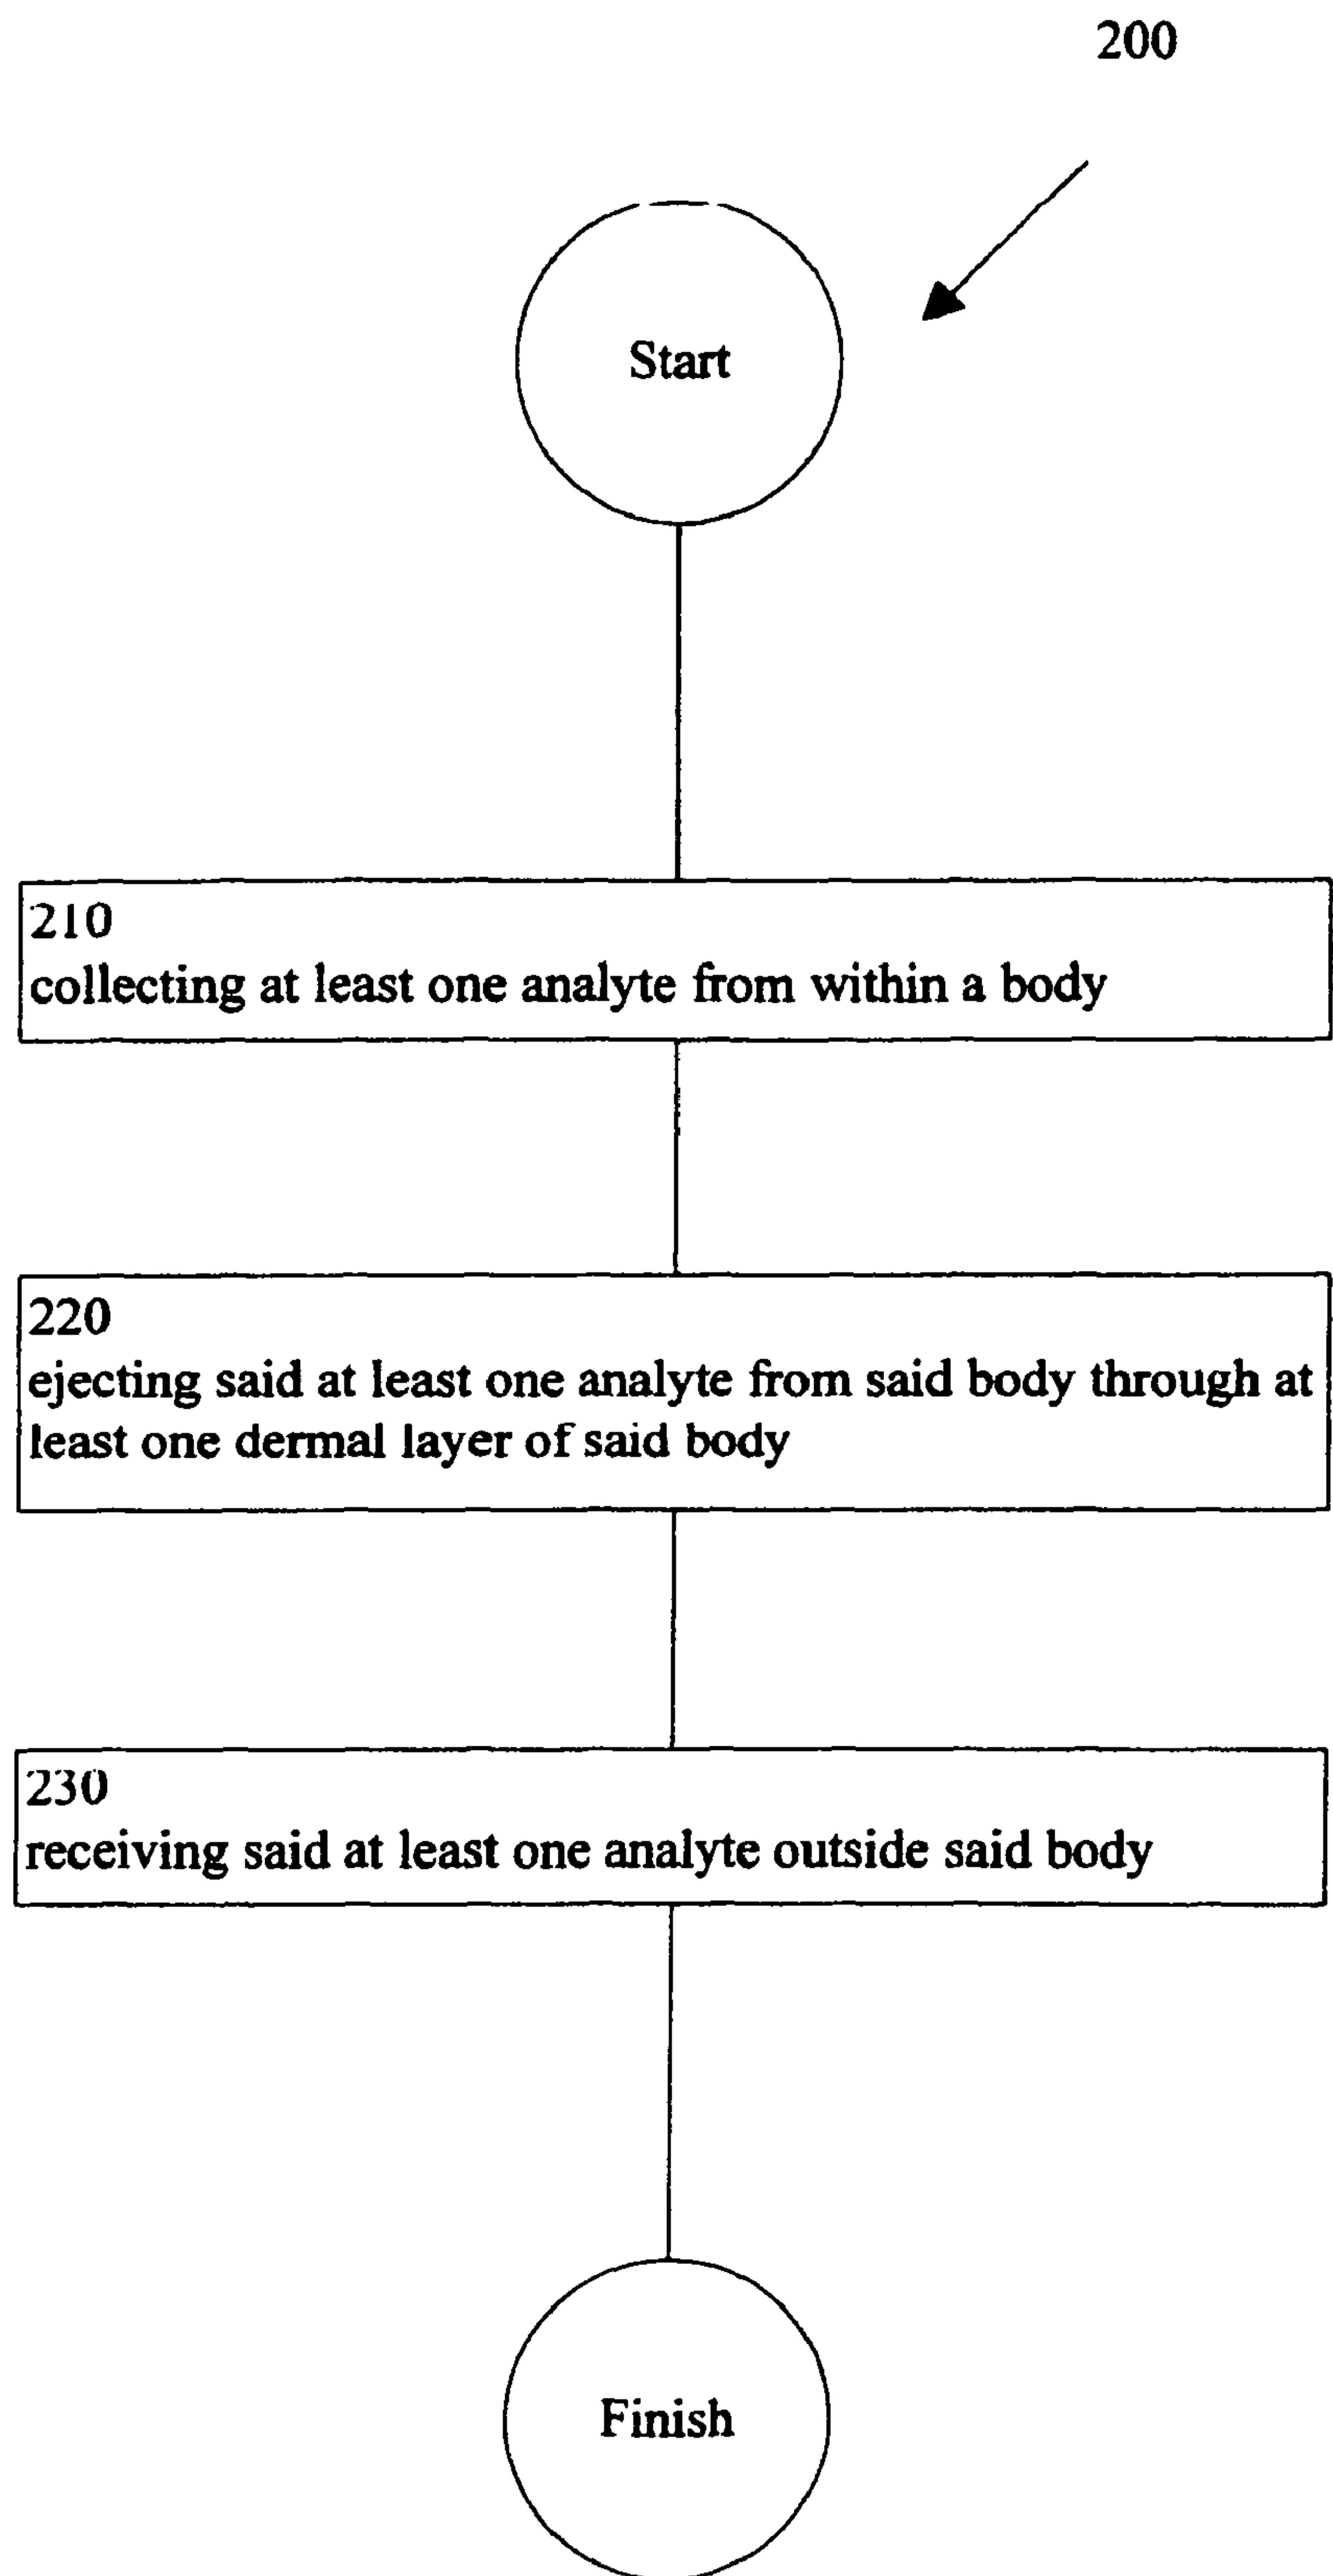 200
Start
210
collecting at least one analyte from within a body
220
ejecting said at least one analyte from said body through at
least one dermal layer of said body
230
receiving said at least one analyte outside said body
Finish